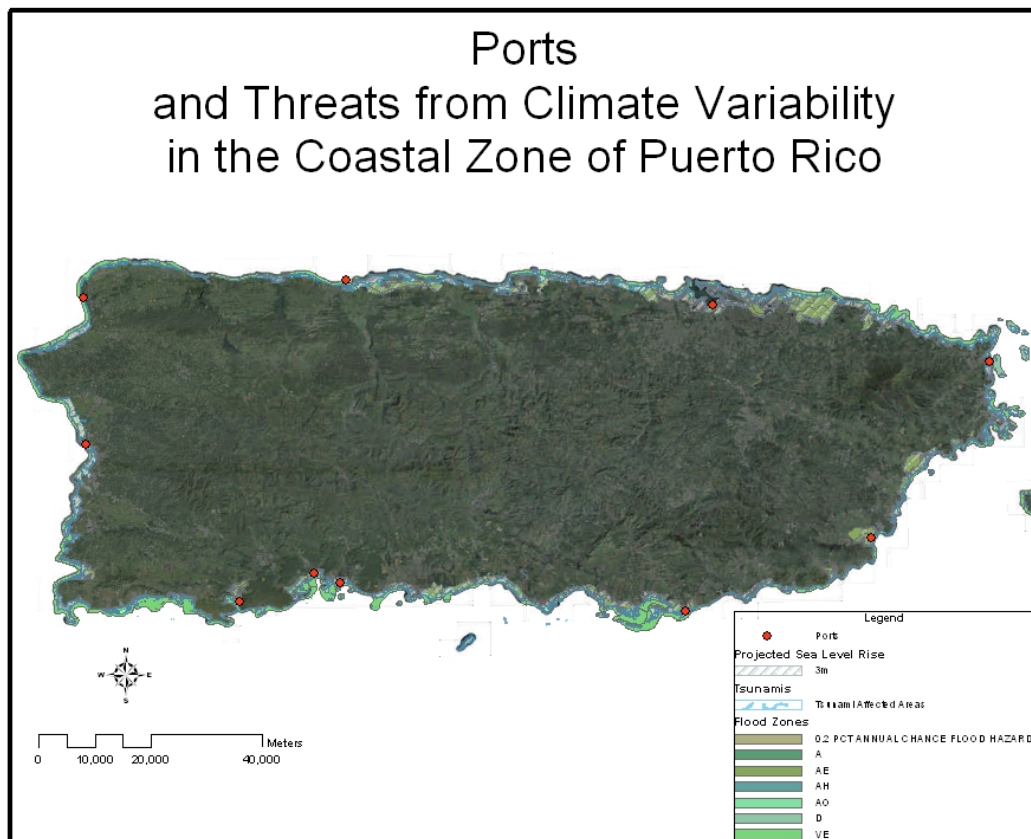 Ports
and Threats from Climate Variability
in the Coastal Zone of Puerto Rico
N
W E
S
Meters
0 10,000 20,000 40,000
Legend
Ports
Projected Sea Level Rise
3m
Tsunamis
Tsunami Affected Areas
Flood Zones
0.2 PCT ANNUAL CHANCE FLOOD HAZARD
A
AE
AH
AO
D
VE